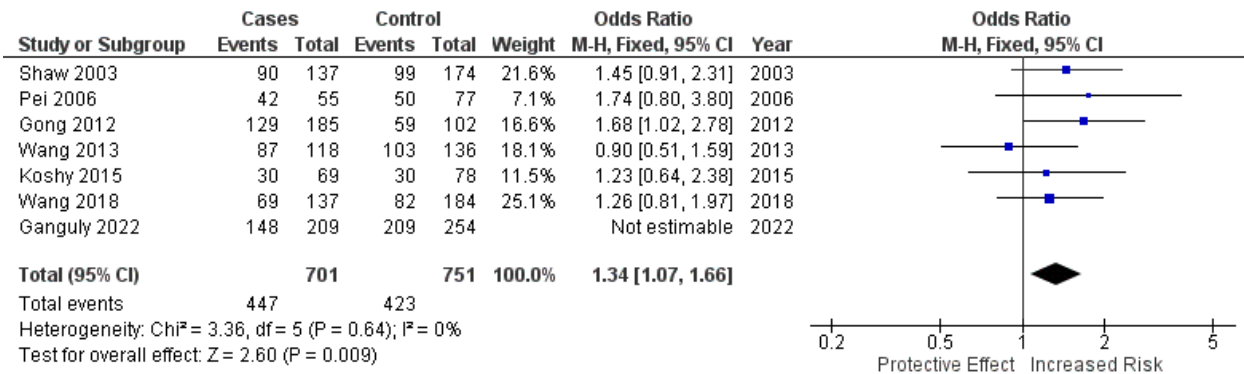 Cases Control Odds Ratio Odds Ratio
Study or Subgroup Events Total Events Total Weight M-H, Fixed, 95% CI Year M-H, Fixed, 95% CI
Shaw 2003 90 137 99 174 21.6% 1.45 [0.91, 2.31] 2003
Pei 2006 42 55 50 77 7.1% 1.74 [0.80, 3.80] 2006
Gong 2012 129 185 59 102 16.6% 1.68 [1.02, 2.78] 2012
Wang 2013 87 118 103 136 18.1% 0.90 [0.51, 1.59] 2013
Koshy 2015 30 69 30 78 11.5% 1.23 [0.64, 2.38] 2015
Wang 2018 69 137 82 184 25.1% 1.26 [0.81, 1.97] 2018
Ganguly 2022 148 209 209 254 Not estimable 2022
Total (95% CI) 701 751 100.0% 1.34 [1.07, 1.66]
Total events 447 423
Heterogeneity: Chi² = 3.36, df = 5 (P = 0.64); I² = 0%
Test for overall effect: Z = 2.60 (P = 0.009)
0.2 0.5 1 2 5
Protective Effect Increased Risk